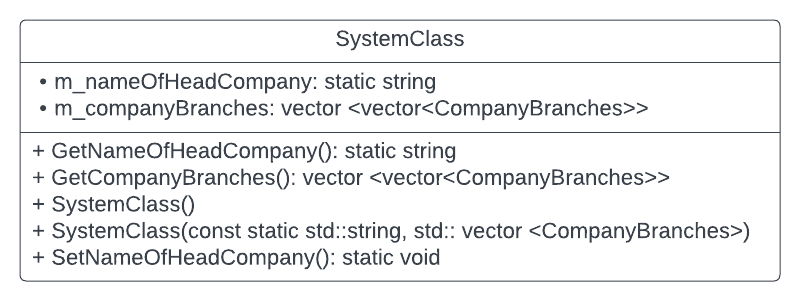 SystemClass
• m_nameOfHeadCompany: static string
• m_companyBranches: vector <vector<CompanyBranches>>
+ GetNameOfHeadCompany(): static string
+ GetCompanyBranches(): vector <vector<CompanyBranches>>
+ SystemClass()
+ SystemClass(const static std::string, std:: vector <CompanyBranches>)
+ SetNameOfHeadCompany(): static void